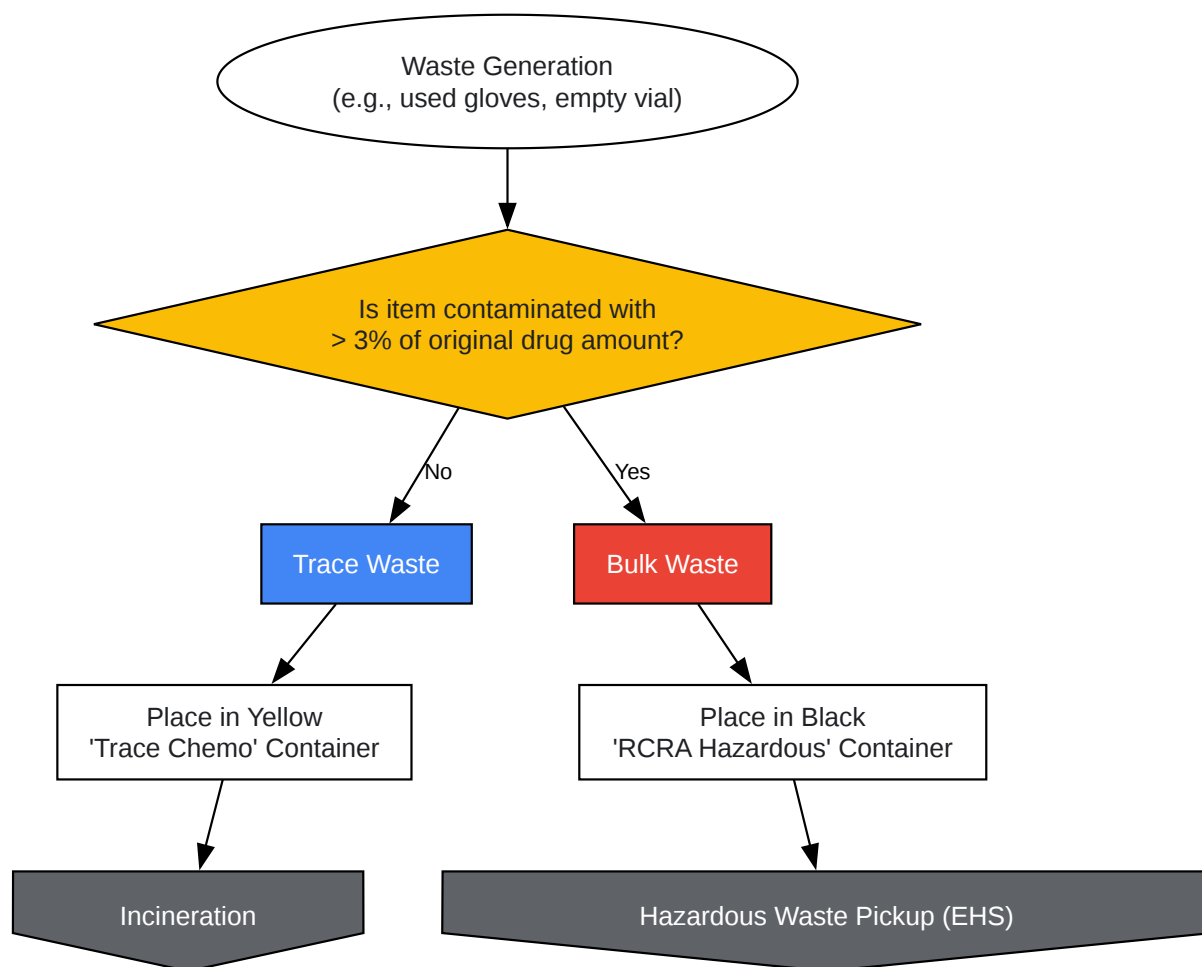 Waste Generation
(e.g., used gloves, empty vial)
Is item contaminated with
> 3% of original drug amount?
No
Yes
Trace Waste
Bulk Waste
Place in Yellow
'Trace Chemo' Container
Place in Black
'RCRA Hazardous' Container
Incineration
Hazardous Waste Pickup (EHS)